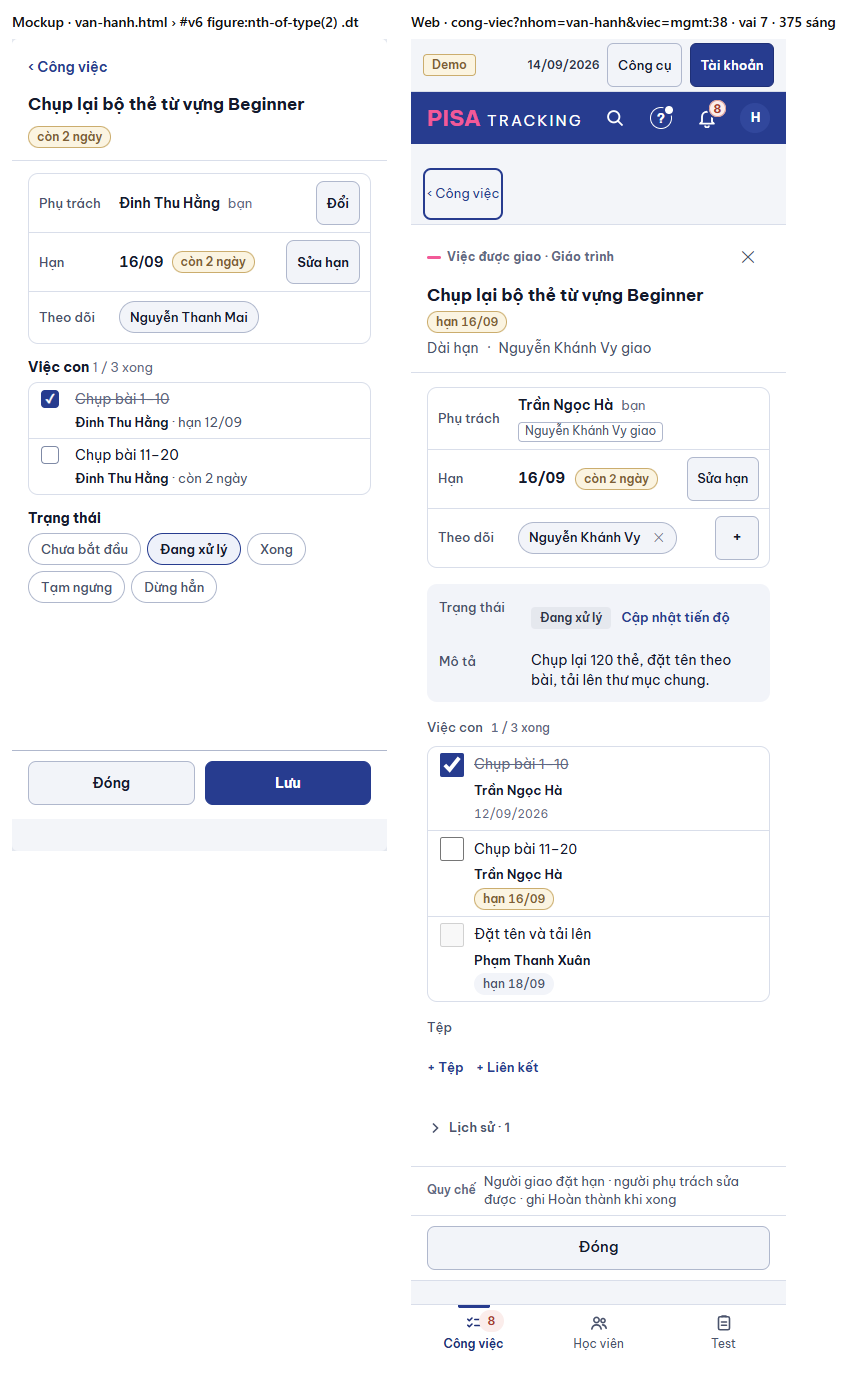 Mockup · van-hanh.html › #v6 figure:nth-of-type(2) .dt
‹ Công việc
Chụp lại bộ thẻ từ vựng Beginner
còn 2 ngày
Phụ trách Đinh Thu Hằng bạn Đổi
Hạn 16/09 còn 2 ngày Sửa hạn
Theo dõi Nguyễn Thanh Mai
Việc con 1 / 3 xong
Chụp bài 1–10
Đinh Thu Hằng · hạn 12/09
Chụp bài 11–20
Đinh Thu Hằng · còn 2 ngày
Trạng thái
Chưa bắt đầu Đang xử lý Xong
Tạm ngưng Dừng hẳn
Đóng Lưu
Web · cong-viec?nhom=van-hanh&viec=mgmt:38 · vai 7 · 375 sáng
Demo 14/09/2026 Công cụ Tài khoản
PISA TRACKING ? 8 H
‹ Công việc
Việc được giao · Giáo trình
Chụp lại bộ thẻ từ vựng Beginner
hạn 16/09
Dài hạn · Nguyễn Khánh Vy giao
Phụ trách Trần Ngọc Hà bạn
Nguyễn Khánh Vy giao
Hạn 16/09 còn 2 ngày Sửa hạn
Theo dõi Nguyễn Khánh Vy +
Trạng thái Đang xử lý Cập nhật tiến độ
Mô tả Chụp lại 120 thẻ, đặt tên theo
bài, tải lên thư mục chung.
Việc con 1 / 3 xong
Chụp bài 1–10
Trần Ngọc Hà
12/09/2026
Chụp bài 11–20
Trần Ngọc Hà
hạn 16/09
Đặt tên và tải lên
Phạm Thanh Xuân
hạn 18/09
Tệp
+ Tệp + Liên kết
Lịch sử · 1
Quy chế Người giao đặt hạn · người phụ trách sửa
được · ghi Hoàn thành khi xong
Đóng
8
Công việc Học viên Test